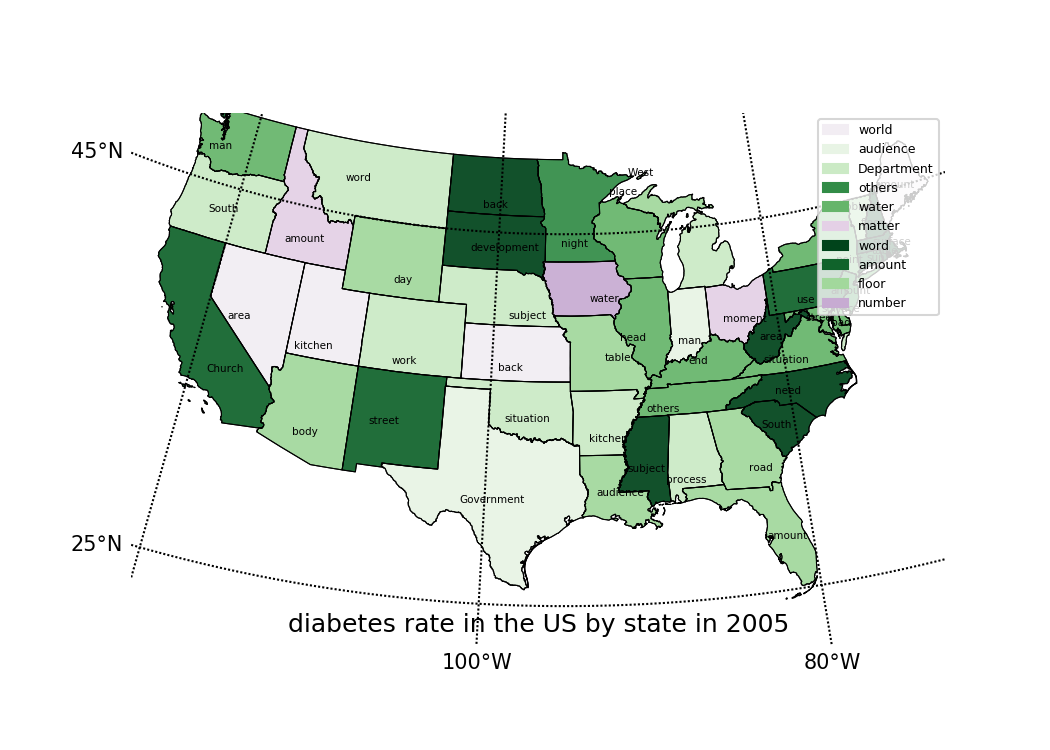 world
audience
Department
others
water
matter
word
amount
floor
number
45°N
man
word
West
place
South
back
amount
development
night
day
water
use
area
subject
moment
head
man
area
kitchen
table
end
situation
work
back
Church
need
others
body
street
situation
South
kitchen
subject
road
process
Government
audience
amount
25°N
diabetes rate in the US by state in 2005
100°W
80°W